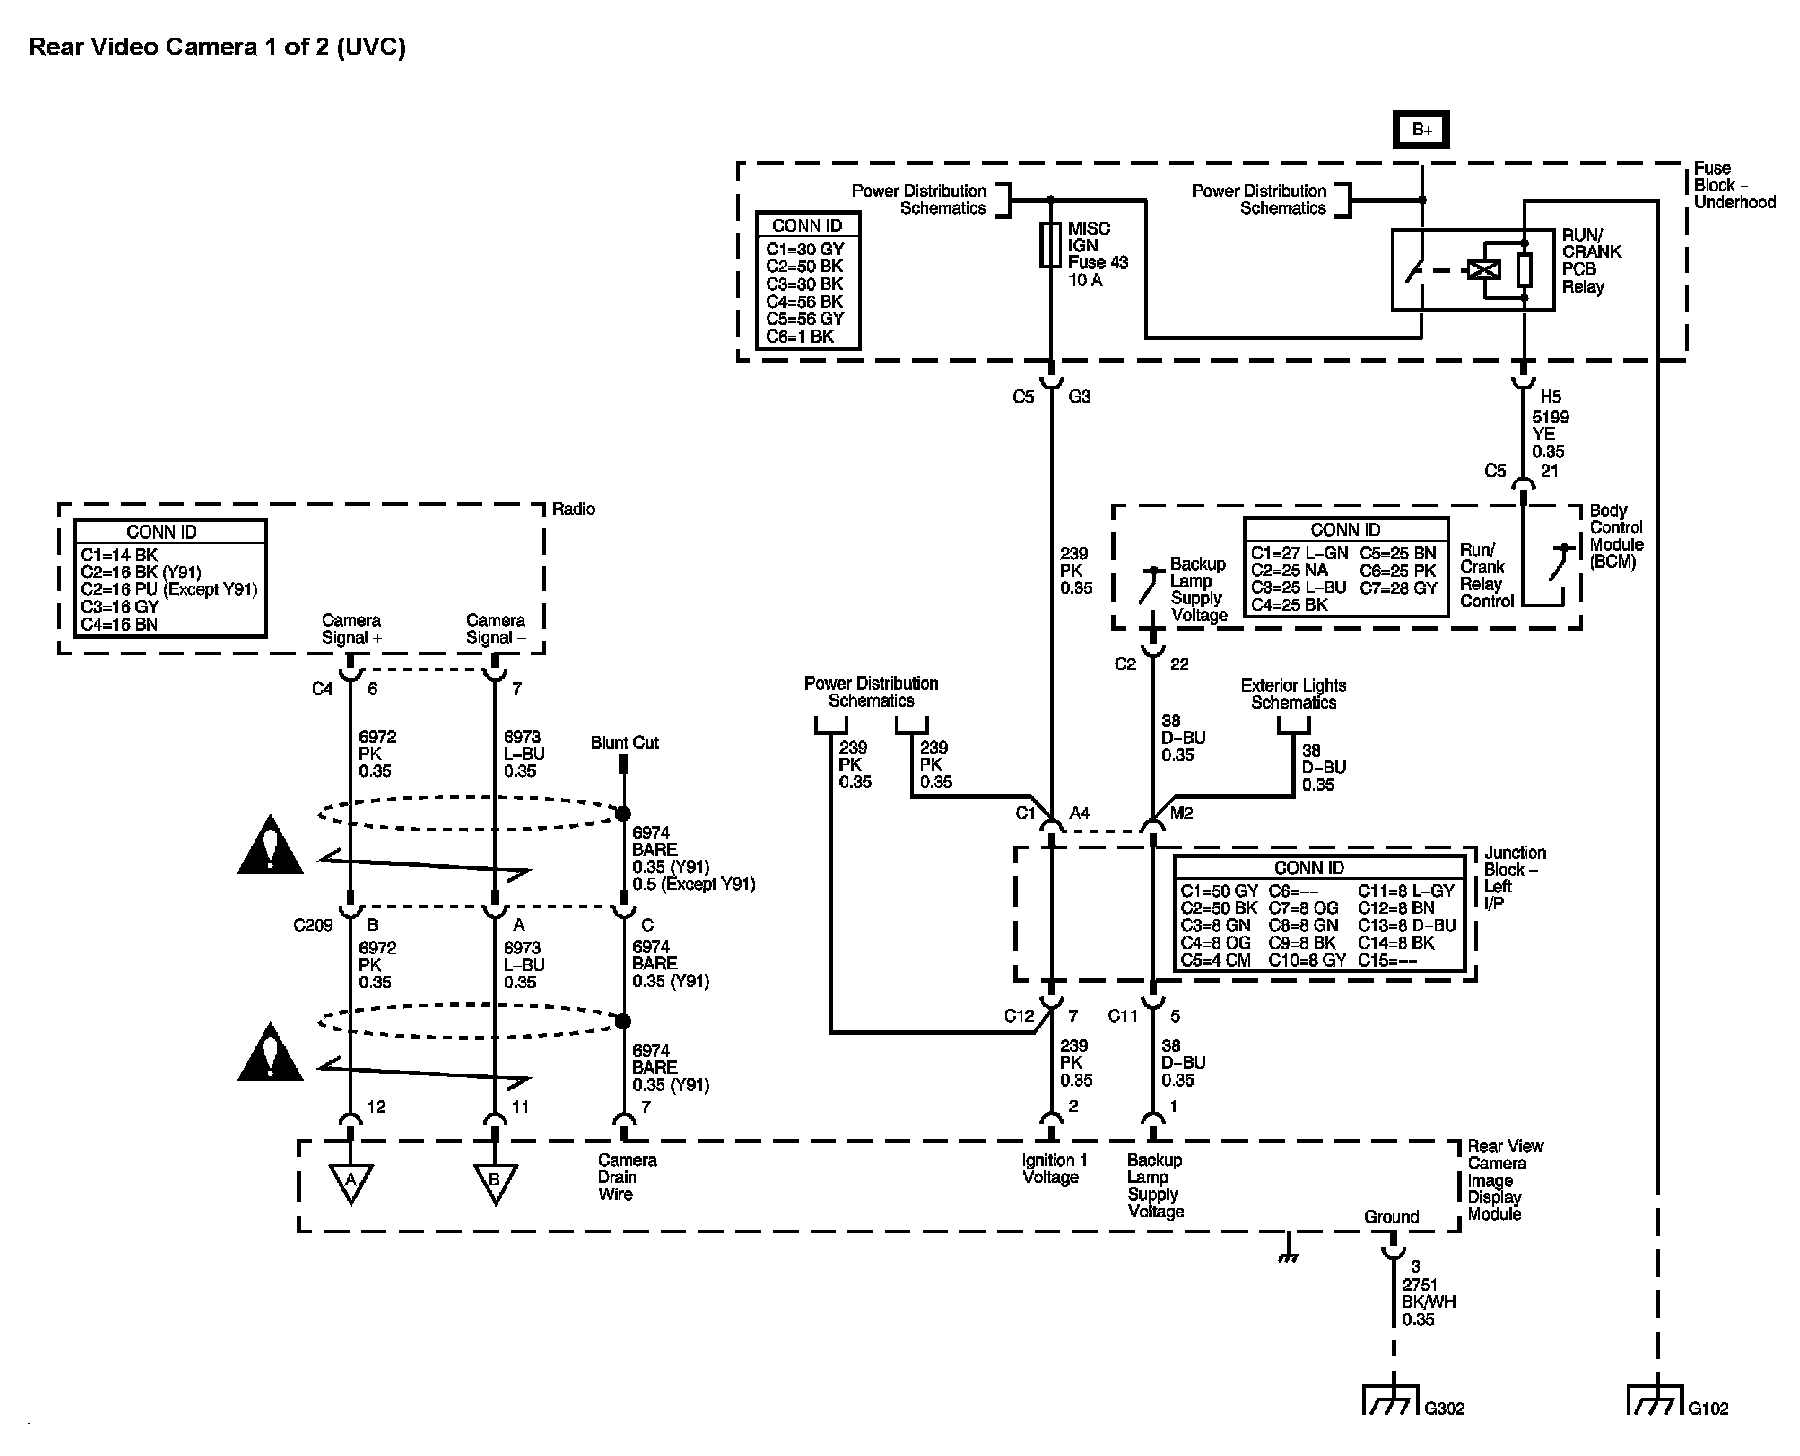 Rear Video Camera 1 of 2 (UVC)
B+
Fuse
Block –
Underhood
Power Distribution
Schematics
Power Distribution
Schematics
CONN ID
C1=30 GY
C2=50 BK
C3=30 BK
C4=56 BK
C5=56 GY
C6=1 BK
MISC
IGN
Fuse 43
10 A
RUN/
CRANK
PCB
Relay
C5 G3
H5
5199
YE
0.35
C5 21
Radio
CONN ID
C1=14 BK
C2=16 BK (Y91)
C2=16 PU (Except Y91)
C3=16 GY
C4=16 BN
Camera
Signal +
Camera
Signal –
C4 6 7
239
PK
0.35
Body
Control
Module
(BCM)
Backup
Lamp
Supply
Voltage
CONN ID
C1=27 L–GN C5=25 BN
C2=25 NA C6=25 PK
C3=25 L–BU C7=28 GY
C4=25 BK
Run/
Crank
Relay
Control
C2 22
6972
PK
0.35
6973
L–BU
0.35
Blunt Cut
Power Distribution
Schematics
239
PK
0.35
239
PK
0.35
38
D–BU
0.35
Exterior Lights
Schematics
38
D–BU
0.35
C1 A4 M2
6974
BARE
0.35 (Y91)
0.5 (Except Y91)
Junction
Block –
Left
I/P
CONN ID
C1=50 GY C6=–– C11=8 L–GY
C2=50 BK C7=8 OG C12=8 BN
C3=8 GN C8=8 GN C13=8 D–BU
C4=8 OG C9=8 BK C14=8 BK
C5=4 CM C10=8 GY C15=––
C209 B A C
6972
PK
0.35
6973
L–BU
0.35
6974
BARE
0.35 (Y91)
C12 7 C11 5
6974
BARE
0.35 (Y91)
239
PK
0.35
38
D–BU
0.35
12 11 7 2 1
A
B
Camera
Drain
Wire
Ignition 1
Voltage
Backup
Lamp
Supply
Voltage
Rear View
Camera
Image
Display
Module
Ground
3
2751
BK/WH
0.35
G302
G102